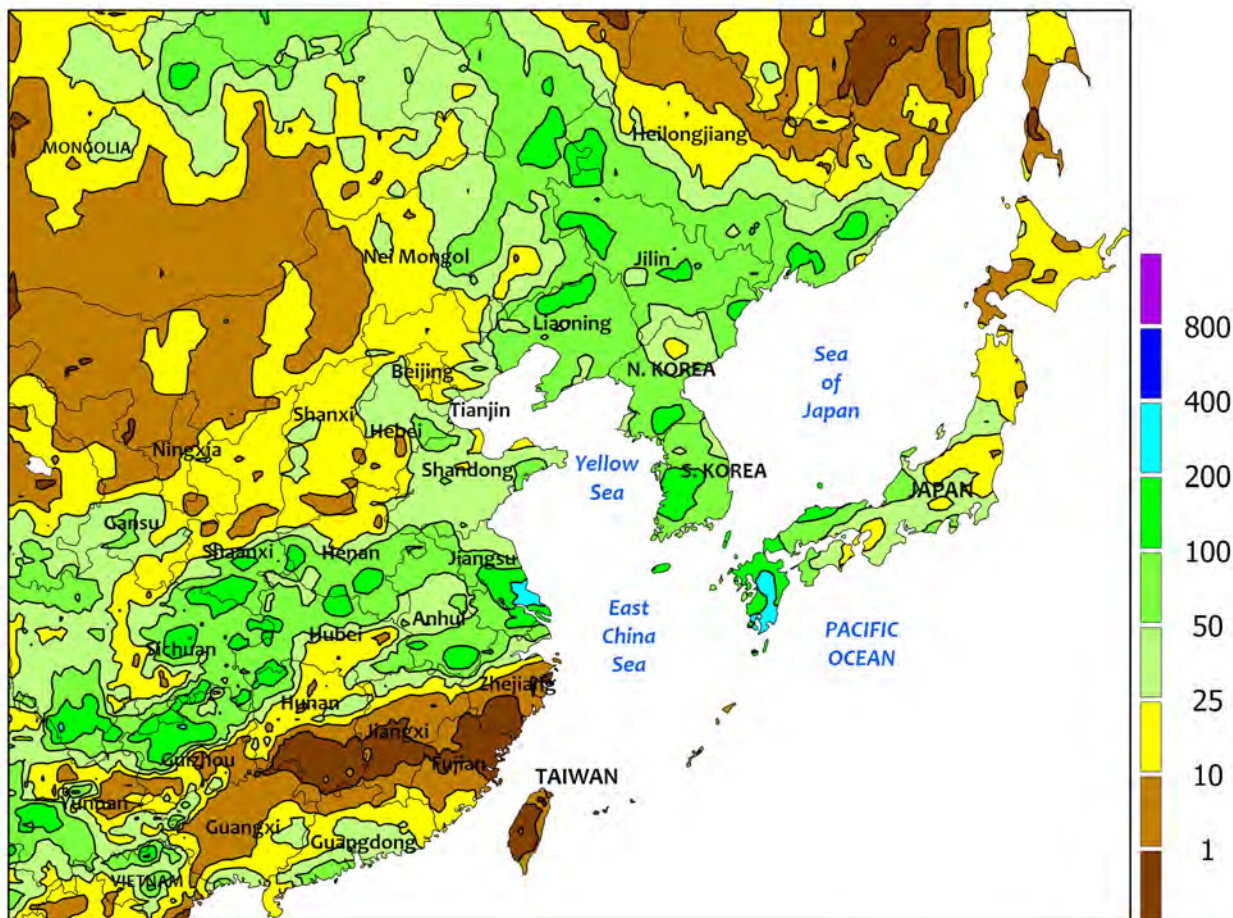 Heilongjiang
MONGOLIA
Nei Mongol
Jilin
Liaoning
Sea
of
Japan
800
N. KOREA
Beijing
400
Tianjin
Shanxi
Hebei
Ningxia
Shandong
Yellow
Sea
S. KOREA
200
JAPAN
Gansu
Shaanxi
Henan
Jiangsu
100
East
China
Sea
Anhui
Hubei
PACIFIC
OCEAN
50
Sichuan
Zhejiang
25
Hunan
Jiangxi
Guizhou
Fujian
TAIWAN
10
Yunnan
Guangxi
Guangdong
1
VIETNAM